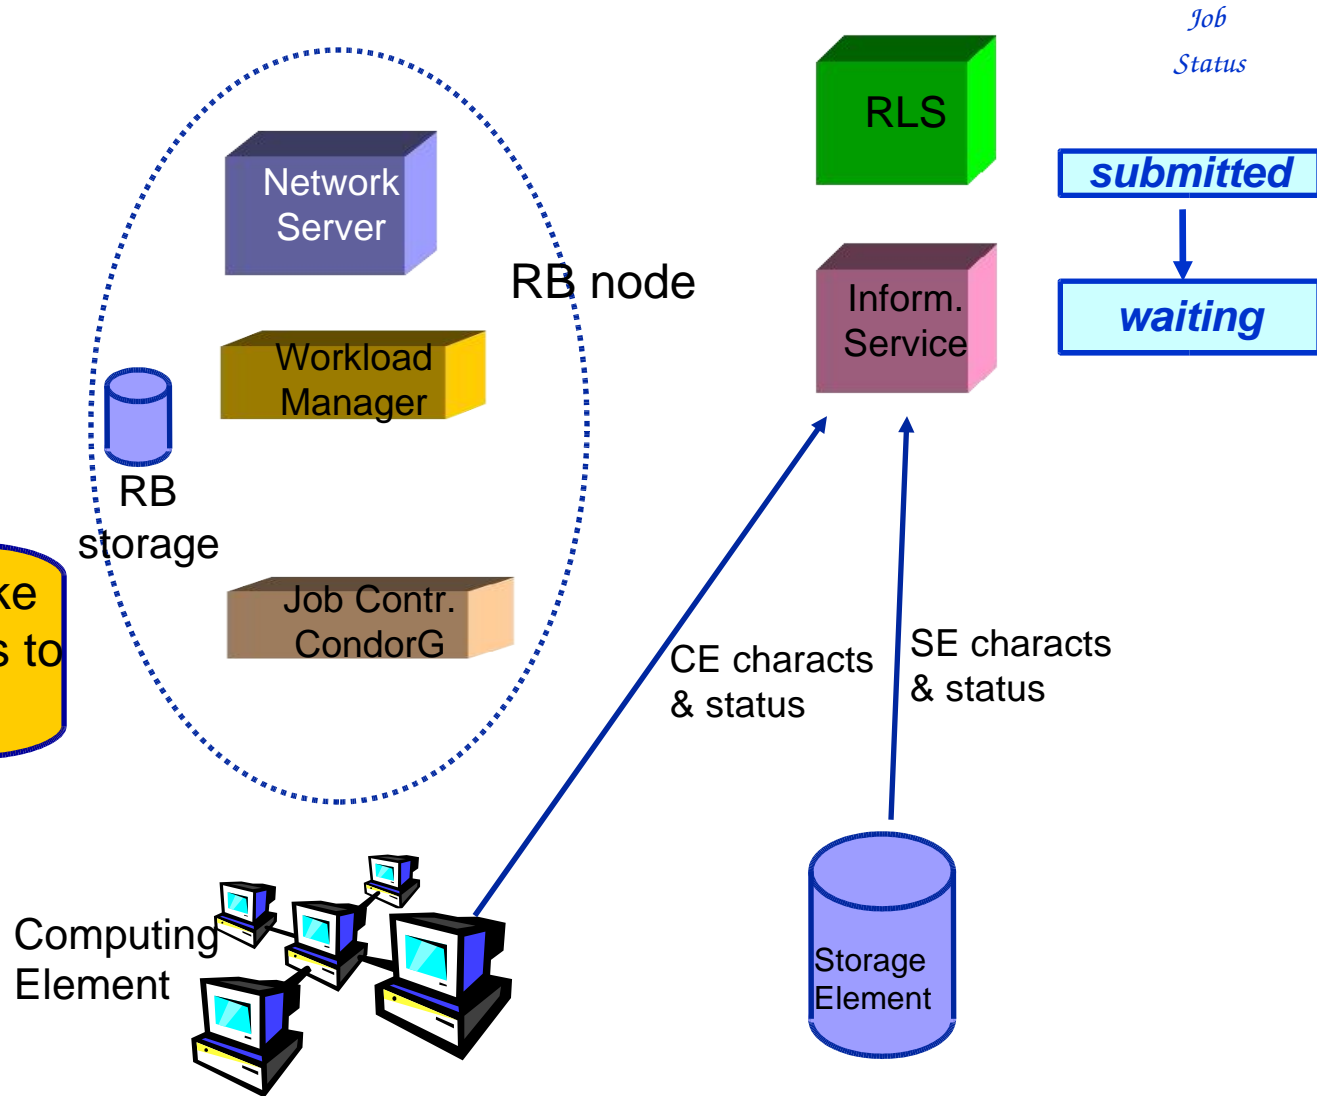 Job
Status
RLS
submitted
Network
Server
RB node
Inform.
Service
waiting
Workload
Manager
RB
storage
s to
Job Contr.
CondorG
CE characts
& status
SE characts
& status
Computing
Element
Storage
Element